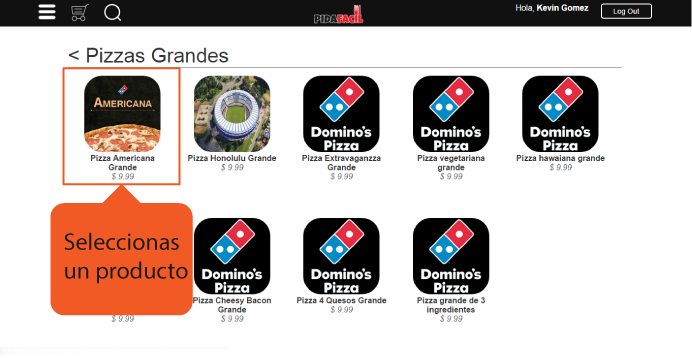 Hola, Kevin Gomez
Log Out
PIDAFACIL
< Pizzas Grandes
AMERICANA
Domino's
Pizza
Domino's
Pizza
Domino's
Pizza
Pizza Americana
Grande
$ 9.99
Pizza Honolulu Grande
$ 9.99
Pizza Extravaganzza
Grande
$ 9.99
Pizza vegetariana
grande
$ 9.99
Pizza hawaiana grande
$ 9.99
Seleccionas
un producto
$ 9.99
Domino's
Pizza
Pizza Cheesy Bacon
Grande
$ 9.99
Domino's
Pizza
Pizza 4 Quesos Grande
$ 9.99
Domino's
Pizza
Pizza grande de 3
ingredientes
$ 9.99